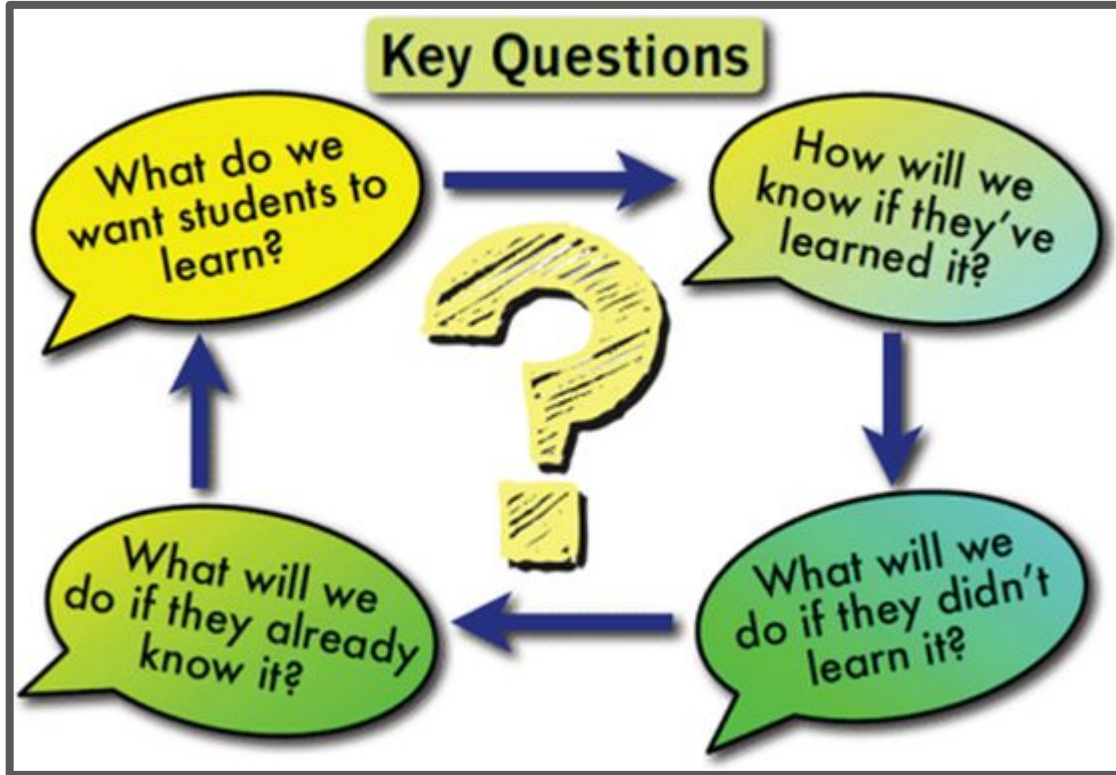 Key Questions
What do we
want students to
learn?
How will we
know if they've
learned it?
What will we
do if they didn't
learn it?
What will we
do if they already
know it?
?